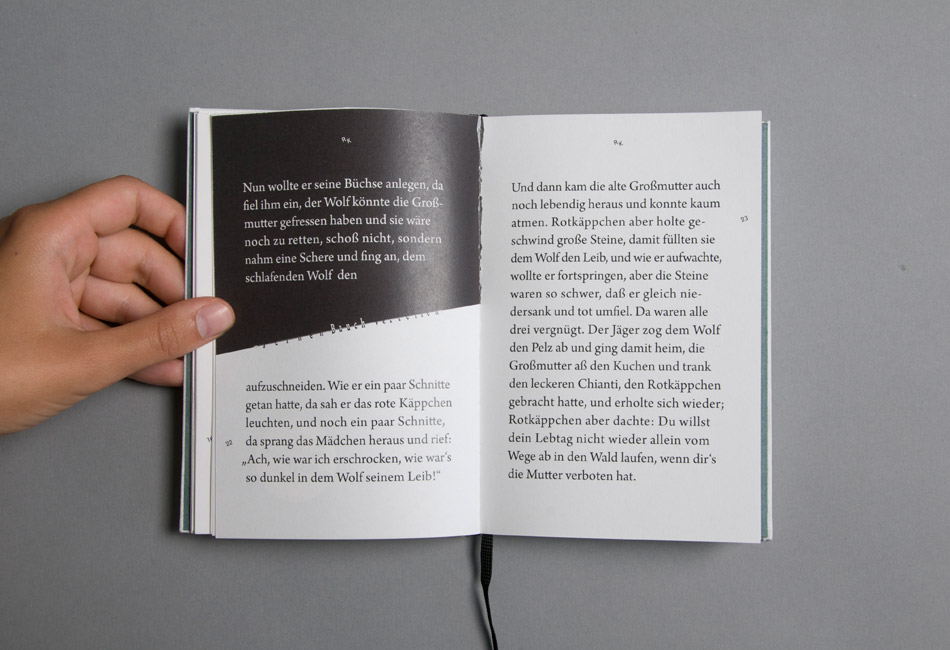 RK
Nun wollte er seine Büchse anlegen, da
fiel ihm ein, der Wolf könnte die Groß-
mutter gefressen haben und sie wäre
noch zu retten, schoß nicht, sondern
nahm eine Schere und fing an, dem
schlafenden Wolf den
Bauch
aufzuschneiden. Wie er ein paar Schnitte
getan hatte, da sah er das rote Käppchen
leuchten, und noch ein paar Schnitte,
da sprang das Mädchen heraus und rief:
„Ach, wie war ich erschrocken, wie war‘s
so dunkel in dem Wolf seinem Leib!“
22
RK
Und dann kam die alte Großmutter auch
noch lebendig heraus und konnte kaum
atmen. Rotkäppchen aber holte ge-
schwind große Steine, damit füllten sie
dem Wolf den Leib, und wie er aufwachte,
wollte er fortspringen, aber die Steine
waren so schwer, daß er gleich nie-
dersank und tot umfiel. Da waren alle
drei vergnügt. Der Jäger zog dem Wolf
den Pelz ab und ging damit heim, die
Großmutter aß den Kuchen und trank
den leckeren Chianti, den Rotkäppchen
gebracht hatte, und erholte sich wieder;
Rotkäppchen aber dachte: Du willst
dein Lebtag nicht wieder allein vom
Wege ab in den Wald laufen, wenn dir‘s
die Mutter verboten hat.
23